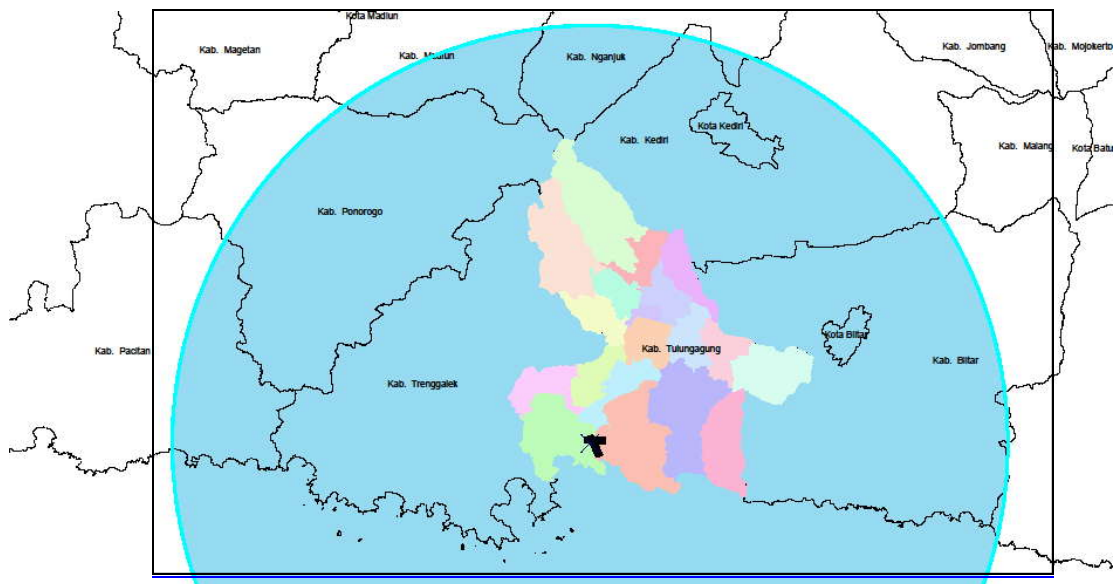 Kota Madiun
Kab. Magetan
Kab. Madiun
Kab. Nganjuk
Kab. Jombang
Kab. Mojokerto
Kota Kediri
Kab. Kediri
Kab. Malang
Kota Batu
Kab. Ponorogo
Kota Blitar
Kab. Pacitan
Kab. Tulungagung
Kab. Blitar
Kab. Trenggalek